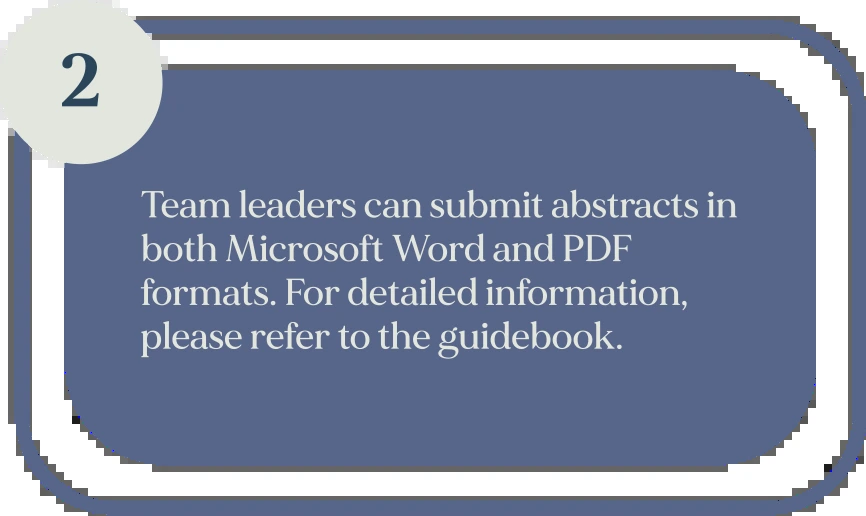 2
Team leaders can submit abstracts in
both Microsoft Word and PDF
formats. For detailed information,
please refer to the guidebook.